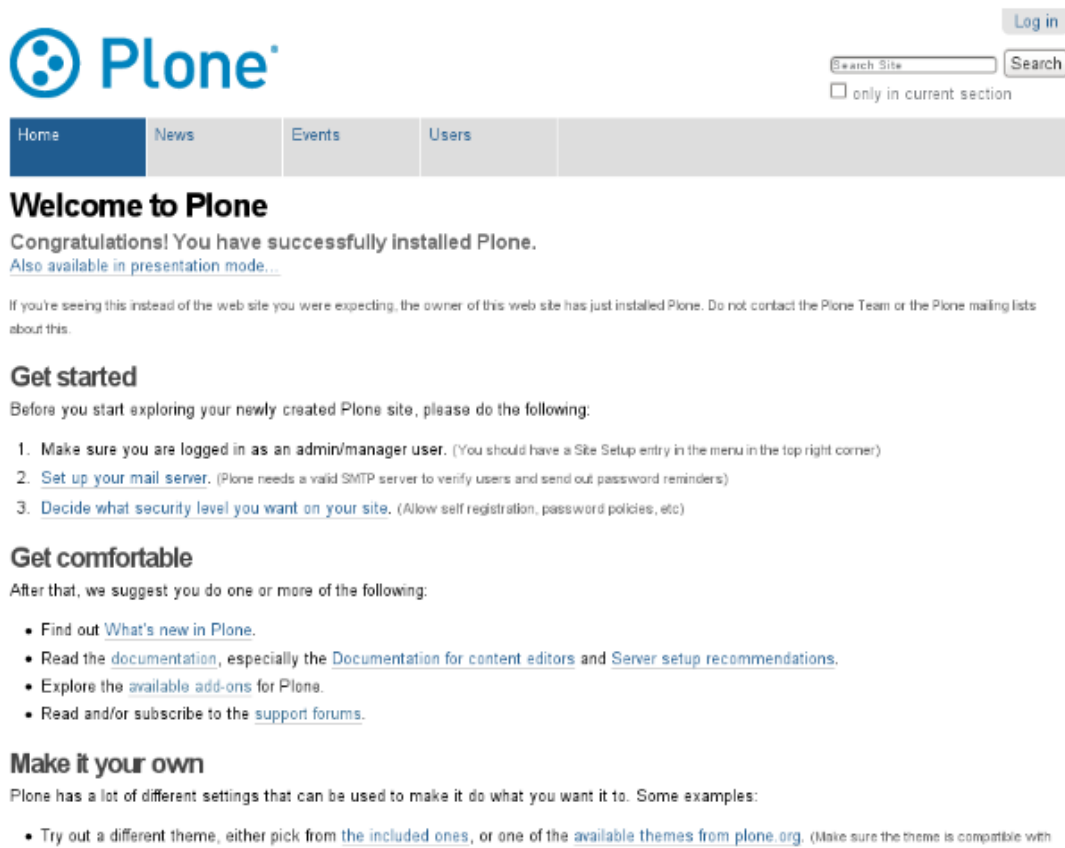 Log in
Plone
Search Site
Search
only in current section
Home News Events Users
Welcome to Plone
Congratulations! You have successfully installed Plone.
Also available in presentation mode...
If you're seeing this instead of the web site you were expecting, the owner of this web site has just installed Plone. Do not contact the Plone Team or the Plone mailing lists
about this.
Get started
Before you start exploring your newly created Plone site, please do the following:
1. Make sure you are logged in as an admin/manager user. (You should have a Site Setup entry in the menu in the top right corner)
2. Set up your mail server. (Plone needs a valid SMTP server to verify users and send out password reminders)
3. Decide what security level you want on your site. (Allow self registration, password policies, etc)
Get comfortable
After that, we suggest you do one or more of the following:
• Find out What's new in Plone.
• Read the documentation, especially the Documentation for content editors and Server setup recommendations.
• Explore the available add-ons for Plone.
• Read and/or subscribe to the support forums.
Make it your own
Plone has a lot of different settings that can be used to make it do what you want it to. Some examples:
• Try out a different theme, either pick from the included ones, or one of the available themes from plone.org. (Make sure the theme is compatible with